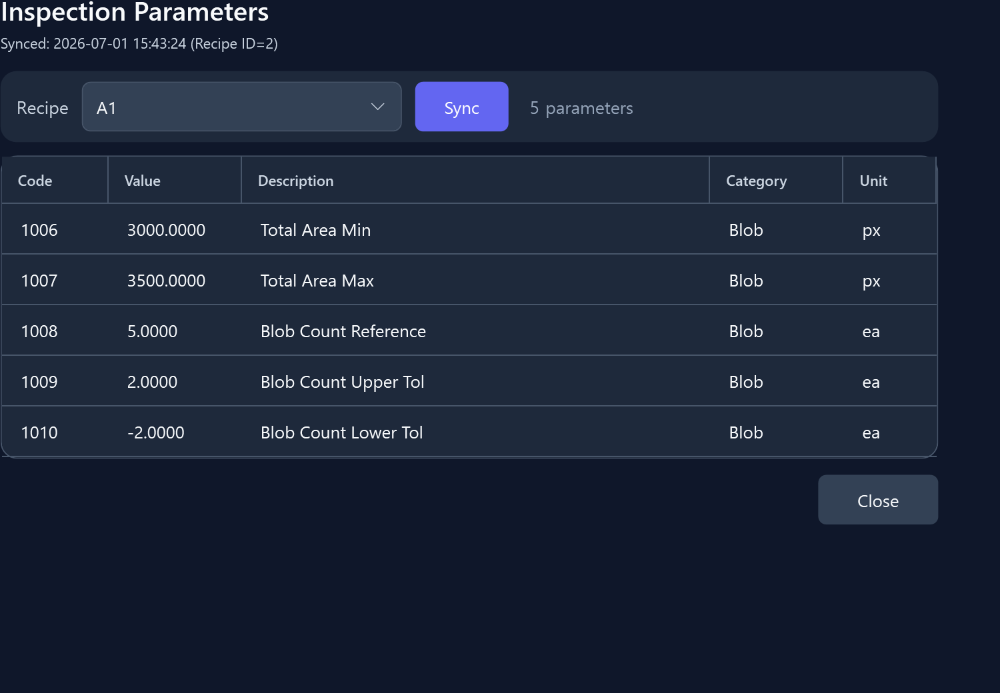 Inspection Parameters
Synced: 2026-07-01 15:43:24 (Recipe ID=2)
Recipe A1 Sync 5 parameters
Code Value Description Category Unit
1006 3000.0000 Total Area Min Blob px
1007 3500.0000 Total Area Max Blob px
1008 5.0000 Blob Count Reference Blob ea
1009 2.0000 Blob Count Upper Tol Blob ea
1010 -2.0000 Blob Count Lower Tol Blob ea
Close